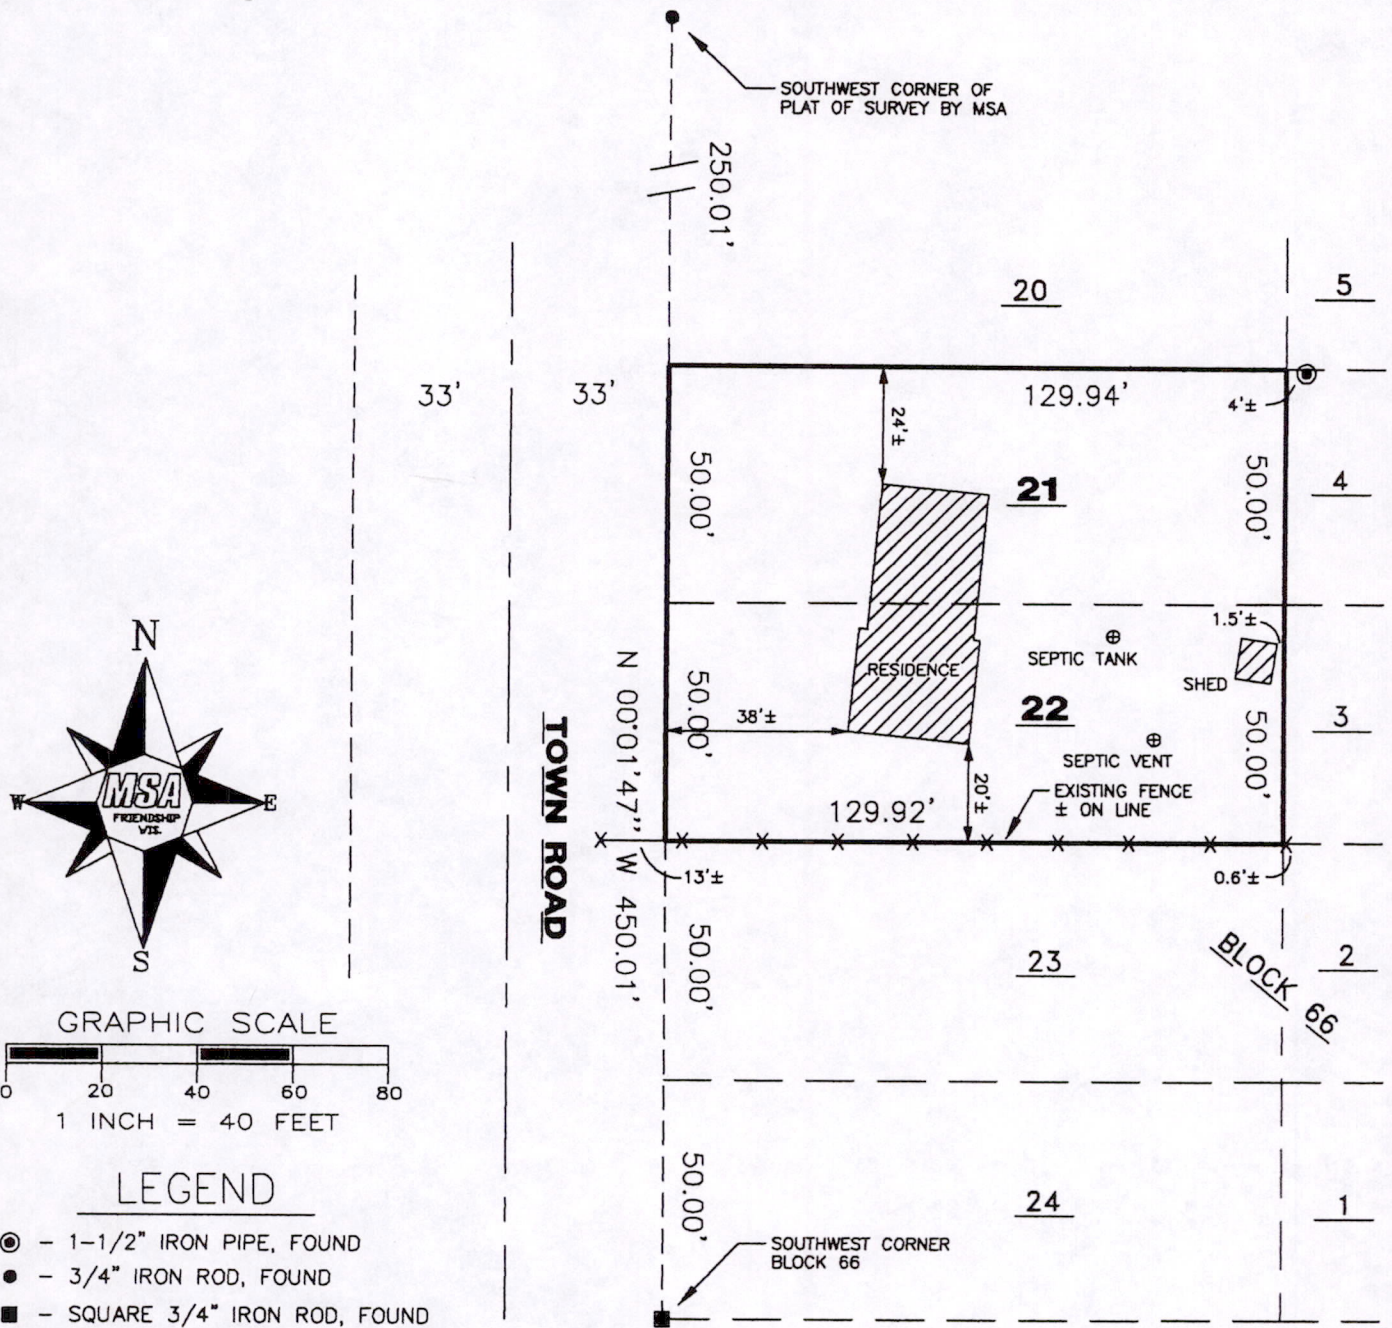 SOUTHWEST CORNER OF
PLAT OF SURVEY BY MSA
250.01'
20
5
33'
33'
129.94'
4'±
24'±
50.00'
21
50.00'
4
1.5'±
N
SEPTIC TANK
RESIDENCE
SHED
N 00°01'47" W 450.01'
50.00'
38'±
22
50.00'
3
TOWN ROAD
SEPTIC VENT
20'±
EXISTING FENCE
± ON LINE
129.92'
W
MSA
FRIENDSHIP
WIS.
E
13'±
0.6'±
S
50.00'
23
BLOCK 66
2
GRAPHIC SCALE
0 20 40 60 80
1 INCH = 40 FEET
LEGEND
50.00'
24
1
– 1-1/2" IRON PIPE, FOUND
– 3/4" IRON ROD, FOUND
– SQUARE 3/4" IRON ROD, FOUND
SOUTHWEST CORNER
BLOCK 66